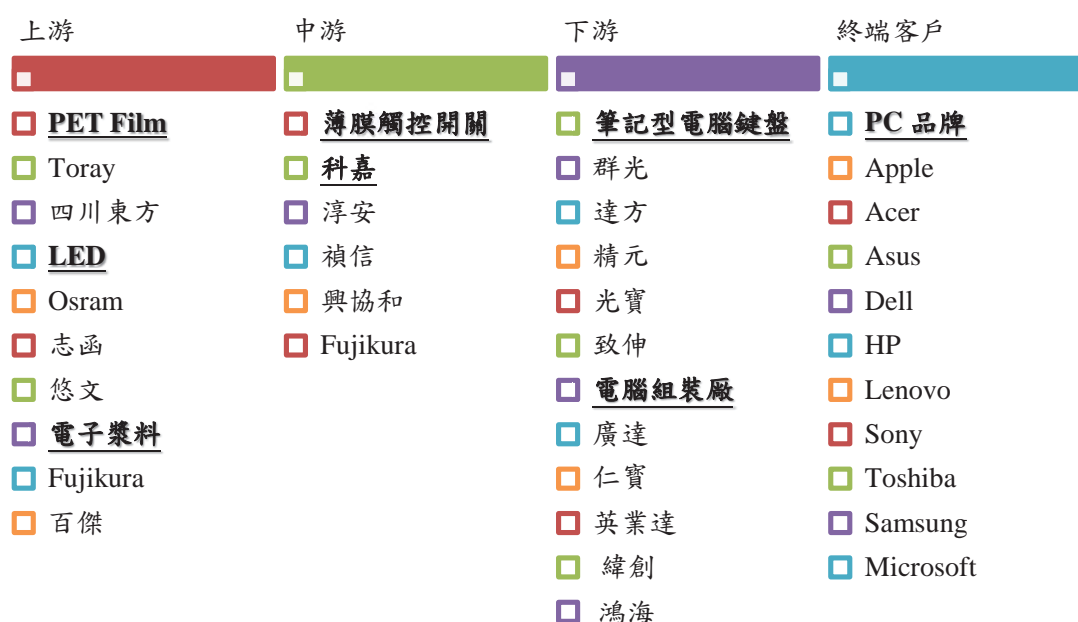 上游
PET Film
Toray
四川東方
LED
Osram
志函
悠文
電子漿料
Fujikura
百傑
中游
薄膜觸控開關
科嘉
淳安
禎信
興協和
Fujikura
下游
筆記型電腦鍵盤
群光
達方
精元
光寶
致伸
電腦組裝廠
廣達
仁寶
英業達
緯創
鴻海
終端客戶
PC 品牌
Apple
Acer
Asus
Dell
HP
Lenovo
Sony
Toshiba
Samsung
Microsoft